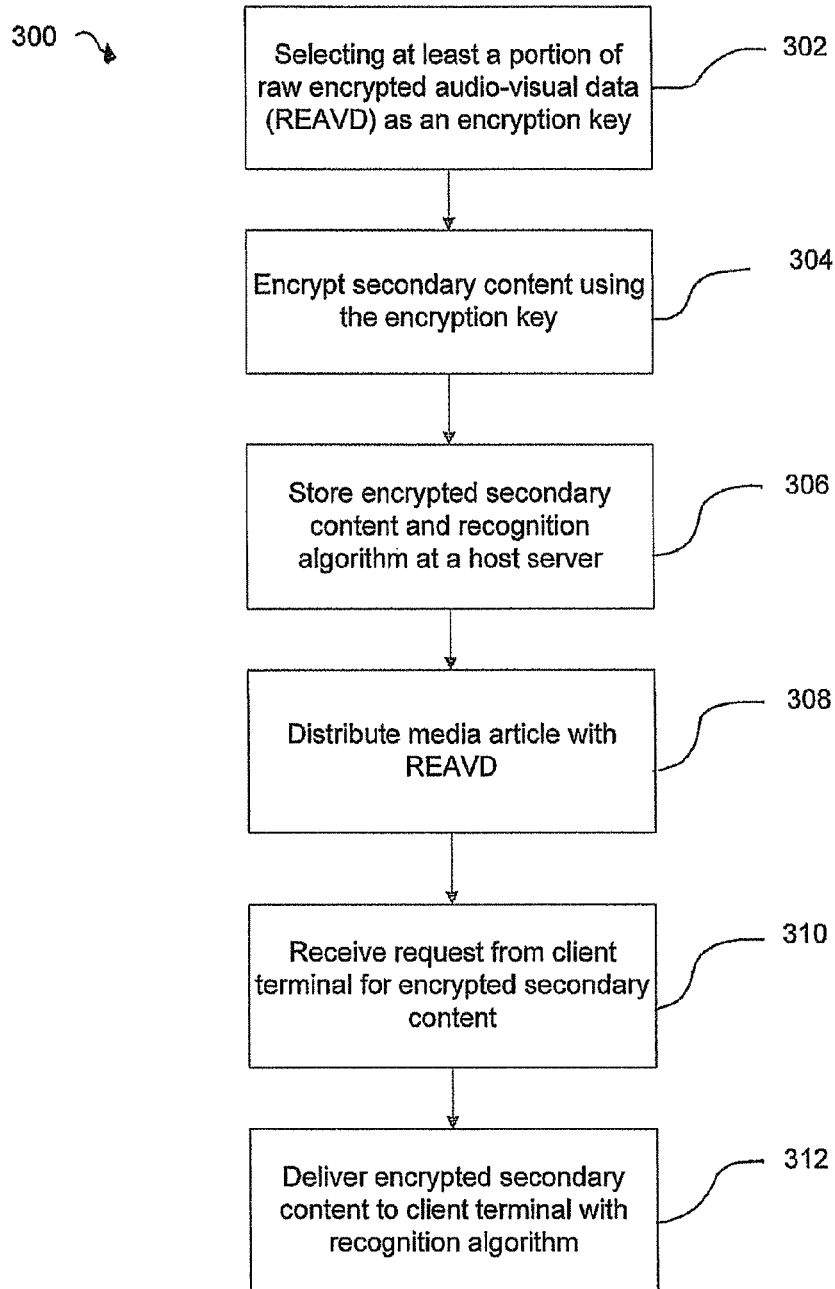 300
Selecting at least a portion of
raw encrypted audio-visual data
(REAVD) as an encryption key
302
Encrypt secondary content using
the encryption key
304
Store encrypted secondary
content and recognition
algorithm at a host server
306
Distribute media article with
REAVD
308
Receive request from client
terminal for encrypted secondary
content
310
Deliver encrypted secondary
content to client terminal with
recognition algorithm
312